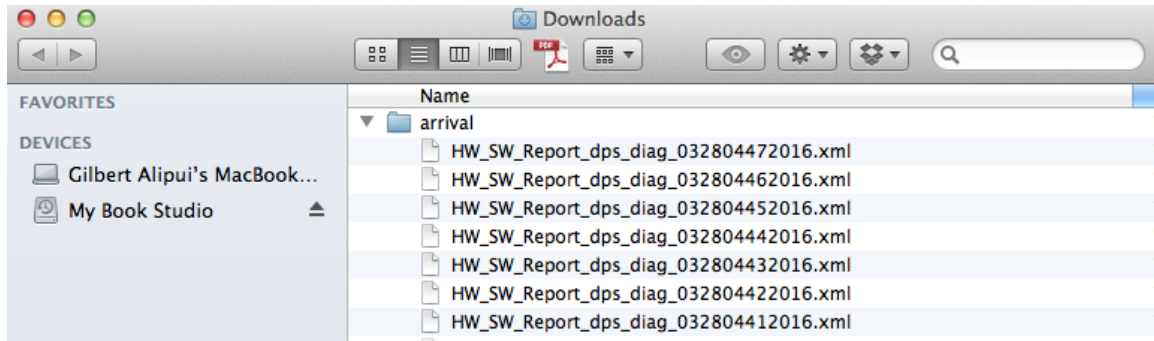 Downloads
PDF
FAVORITES
DEVICES
Gilbert Alipui's MacBook...
My Book Studio
Name
arrival
HW_SW_Report_dps_diag_032804472016.xml
HW_SW_Report_dps_diag_032804462016.xml
HW_SW_Report_dps_diag_032804452016.xml
HW_SW_Report_dps_diag_032804442016.xml
HW_SW_Report_dps_diag_032804432016.xml
HW_SW_Report_dps_diag_032804422016.xml
HW_SW_Report_dps_diag_032804412016.xml